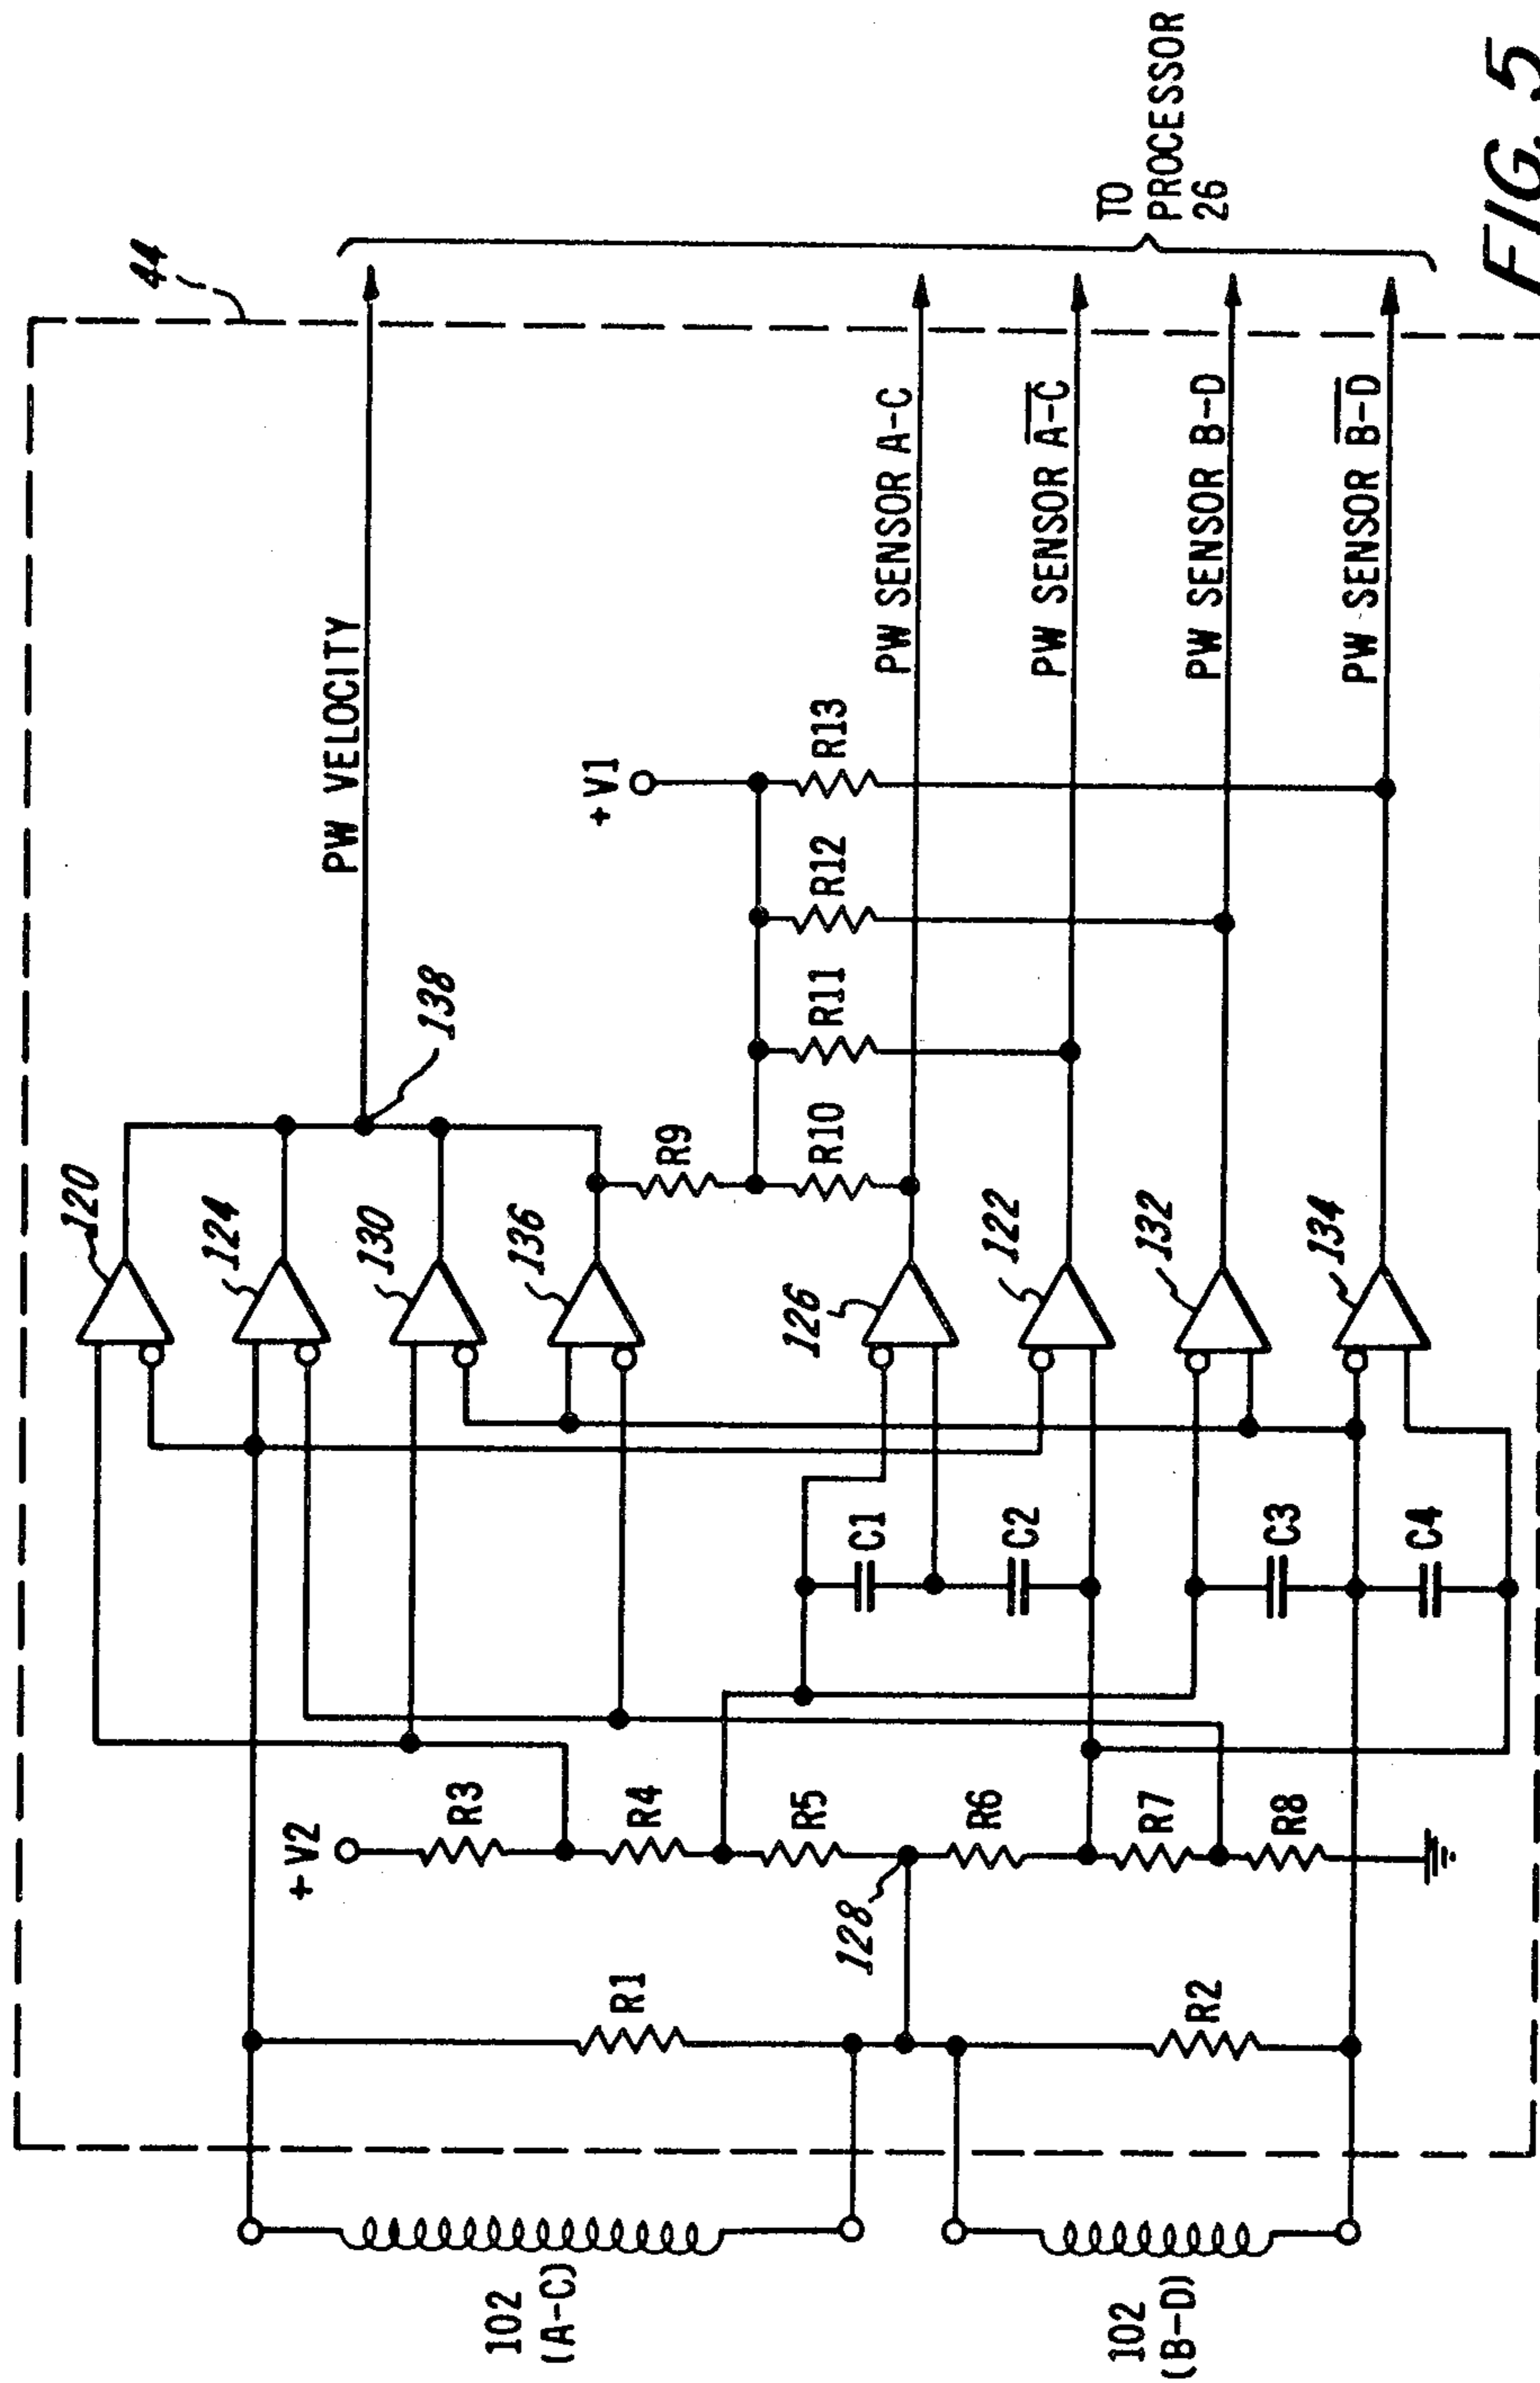 44
120
124
130
136
PW VELOCITY
138
+V1
R9
R10
R11
R12
R13
126
122
132
134
PW SENSOR A-C
PW SENSOR A̅-̅C̅
PW SENSOR B-D
PW SENSOR B̅-̅D̅
TO
PROCESSOR
26
+V2
R3
R4
R5
R6
R7
R8
128
C1
C2
C3
C4
R1
R2
102
(A-C)
102
(B-D)
FIG. 5